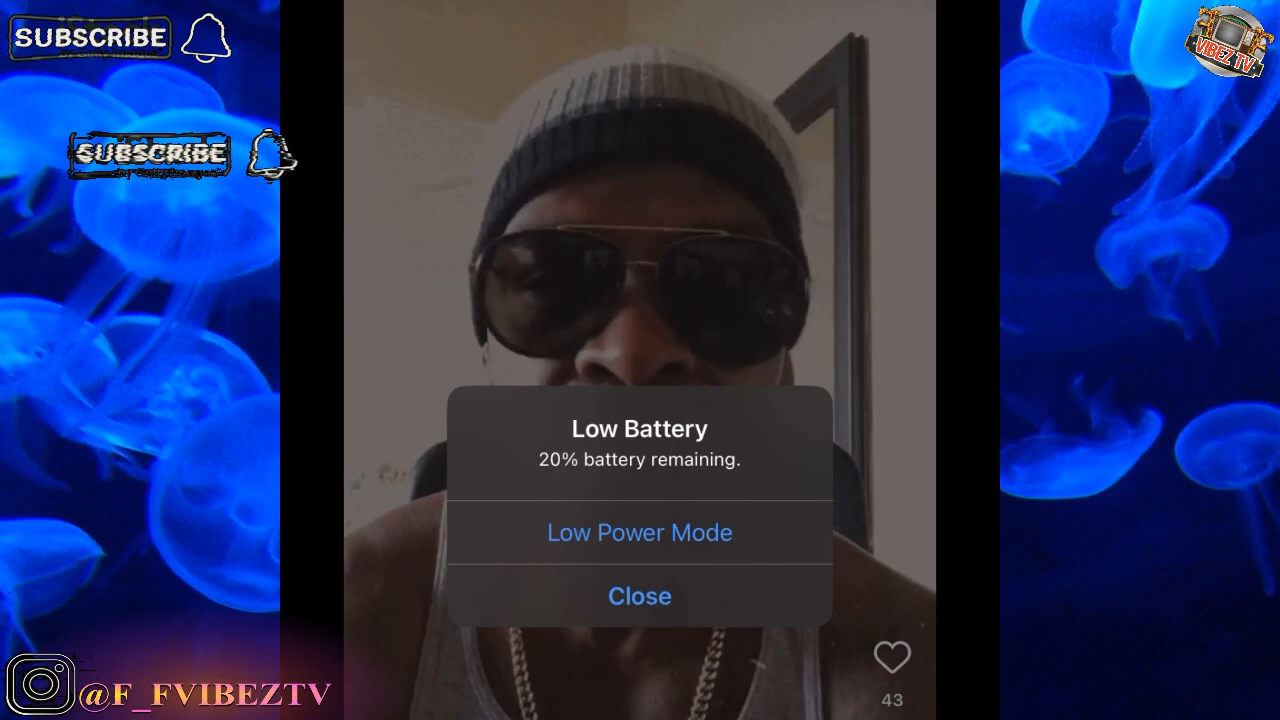 SUBSCRIBE
VIBEZ TV
SUBSCRIBE
Low Battery
20% battery remaining.
Low Power Mode
Close
43
@F_FVIBEZTV